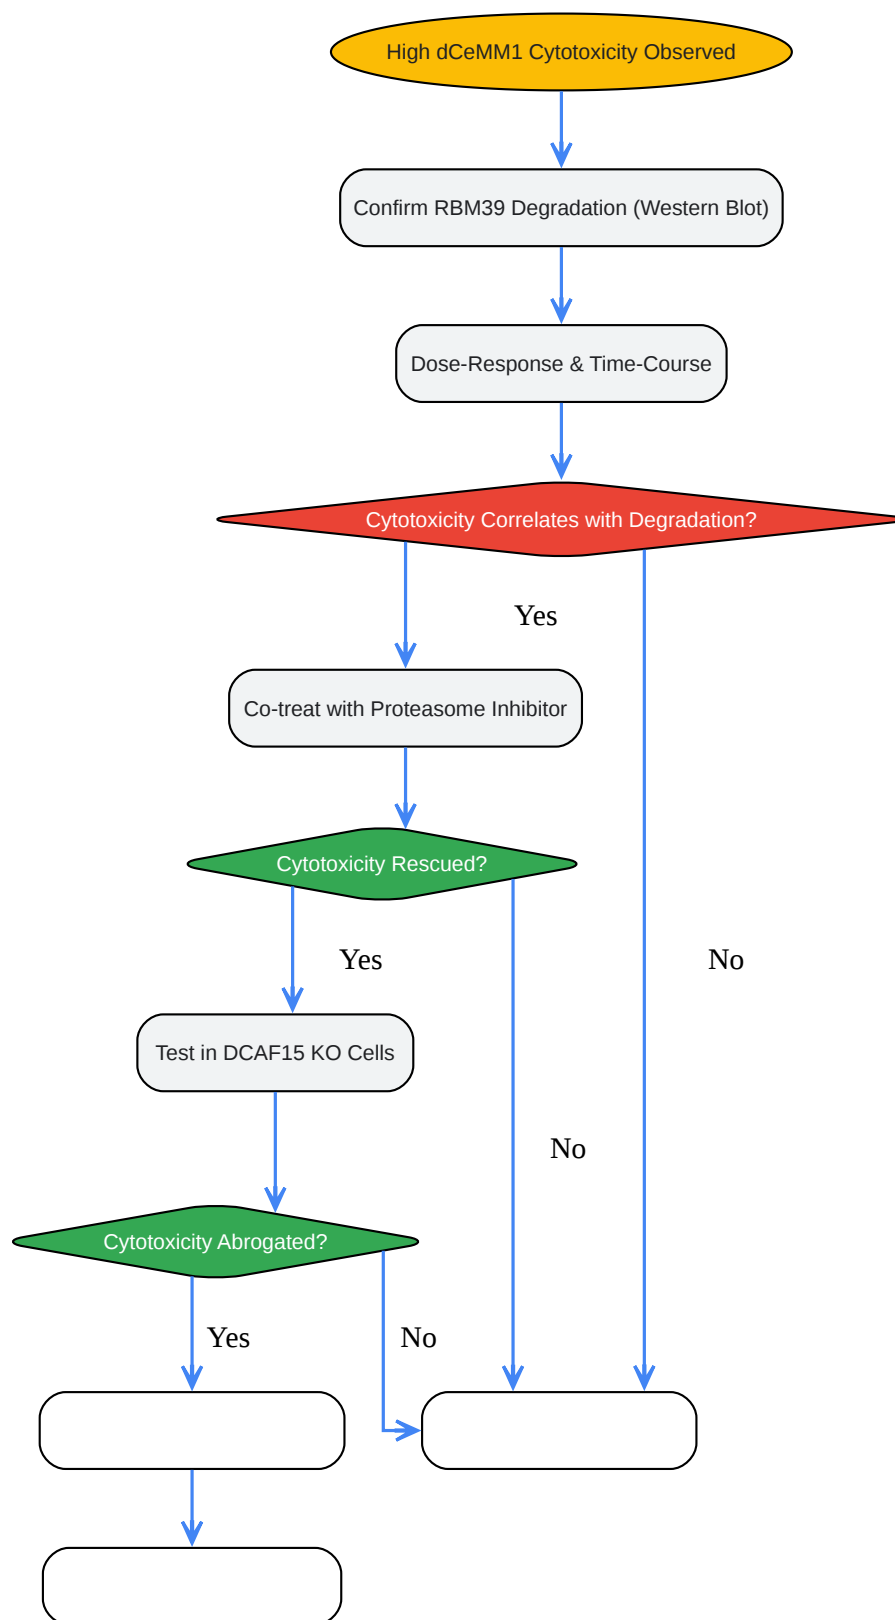 High dCeMM1 Cytotoxicity Observed
Confirm RBM39 Degradation (Western Blot)
Dose-Response & Time-Course
Cytotoxicity Correlates with Degradation?
Yes
Co-treat with Proteasome Inhibitor
Cytotoxicity Rescued?
Yes
No
Test in DCAF15 KO Cells
No
Cytotoxicity Abrogated?
Yes
No